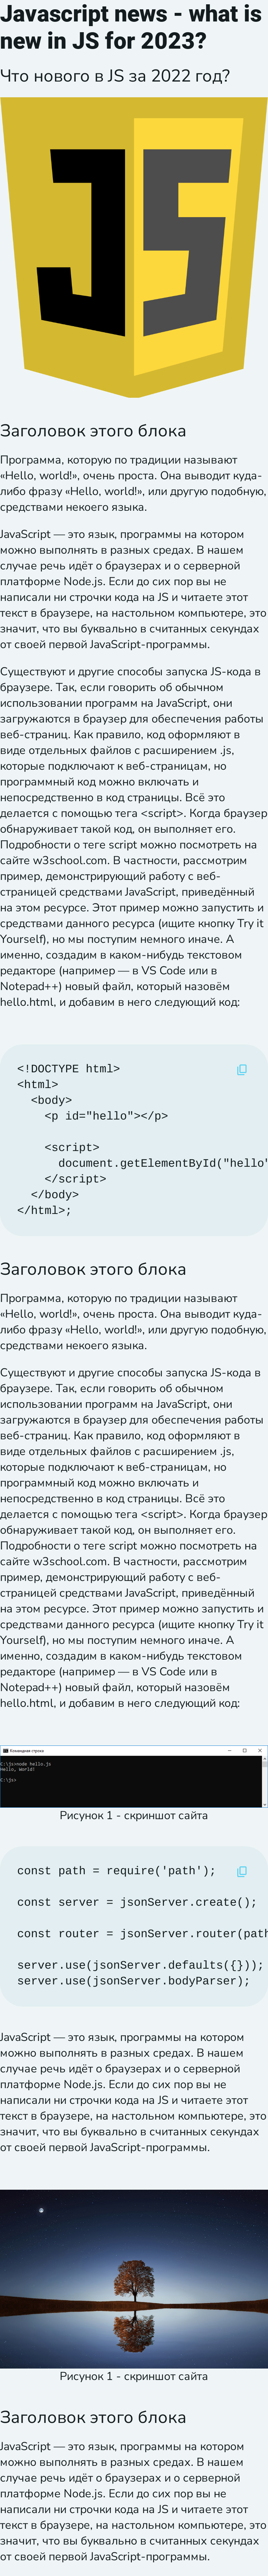 Javascript news - what is
new in JS for 2023?
Что нового в JS за 2022 год?
JS
Заголовок этого блока
Программа, которую по традиции называют
«Hello, world!», очень проста. Она выводит куда-
либо фразу «Hello, world!», или другую подобную,
средствами некоего языка.
JavaScript — это язык, программы на котором
можно выполнять в разных средах. В нашем
случае речь идёт о браузерах и о серверной
платформе Node.js. Если до сих пор вы не
написали ни строчки кода на JS и читаете этот
текст в браузере, на настольном компьютере, это
значит, что вы буквально в считанных секундах
от своей первой JavaScript-программы.
Существуют и другие способы запуска JS-кода в
браузере. Так, если говорить об обычном
использовании программ на JavaScript, они
загружаются в браузер для обеспечения работы
веб-страниц. Как правило, код оформляют в
виде отдельных файлов с расширением .js,
которые подключают к веб-страницам, но
программный код можно включать и
непосредственно в код страницы. Всё это
делается с помощью тега <script>. Когда браузер
обнаруживает такой код, он выполняет его.
Подробности о теге script можно посмотреть на
сайте w3school.com. В частности, рассмотрим
пример, демонстрирующий работу с веб-
страницей средствами JavaScript, приведённый
на этом ресурсе. Этот пример можно запустить и
средствами данного ресурса (ищите кнопку Try it
Yourself), но мы поступим немного иначе. А
именно, создадим в каком-нибудь текстовом
редакторе (например — в VS Code или в
Notepad++) новый файл, который назовём
hello.html, и добавим в него следующий код:
<!DOCTYPE html>
<html>
<body>
<p id="hello"></p>
<script>
document.getElementById("hello"
</script>
</body>
</html>;
Заголовок этого блока
Программа, которую по традиции называют
«Hello, world!», очень проста. Она выводит куда-
либо фразу «Hello, world!», или другую подобную,
средствами некоего языка.
Существуют и другие способы запуска JS-кода в
браузере. Так, если говорить об обычном
использовании программ на JavaScript, они
загружаются в браузер для обеспечения работы
веб-страниц. Как правило, код оформляют в
виде отдельных файлов с расширением .js,
которые подключают к веб-страницам, но
программный код можно включать и
непосредственно в код страницы. Всё это
делается с помощью тега <script>. Когда браузер
обнаруживает такой код, он выполняет его.
Подробности о теге script можно посмотреть на
сайте w3school.com. В частности, рассмотрим
пример, демонстрирующий работу с веб-
страницей средствами JavaScript, приведённый
на этом ресурсе. Этот пример можно запустить и
средствами данного ресурса (ищите кнопку Try it
Yourself), но мы поступим немного иначе. А
именно, создадим в каком-нибудь текстовом
редакторе (например — в VS Code или в
Notepad++) новый файл, который назовём
hello.html, и добавим в него следующий код:
Командная строка
C:\js>node hello.js
Hello, World!
C:\js>
Рисунок 1 - скриншот сайта
const path = require('path');
const server = jsonServer.create();
const router = jsonServer.router(path
server.use(jsonServer.defaults({}));
server.use(jsonServer.bodyParser);
JavaScript — это язык, программы на котором
можно выполнять в разных средах. В нашем
случае речь идёт о браузерах и о серверной
платформе Node.js. Если до сих пор вы не
написали ни строчки кода на JS и читаете этот
текст в браузере, на настольном компьютере, это
значит, что вы буквально в считанных секундах
от своей первой JavaScript-программы.
Рисунок 1 - скриншот сайта
Заголовок этого блока
JavaScript — это язык, программы на котором
можно выполнять в разных средах. В нашем
случае речь идёт о браузерах и о серверной
платформе Node.js. Если до сих пор вы не
написали ни строчки кода на JS и читаете этот
текст в браузере, на настольном компьютере, это
значит, что вы буквально в считанных секундах
от своей первой JavaScript-программы.